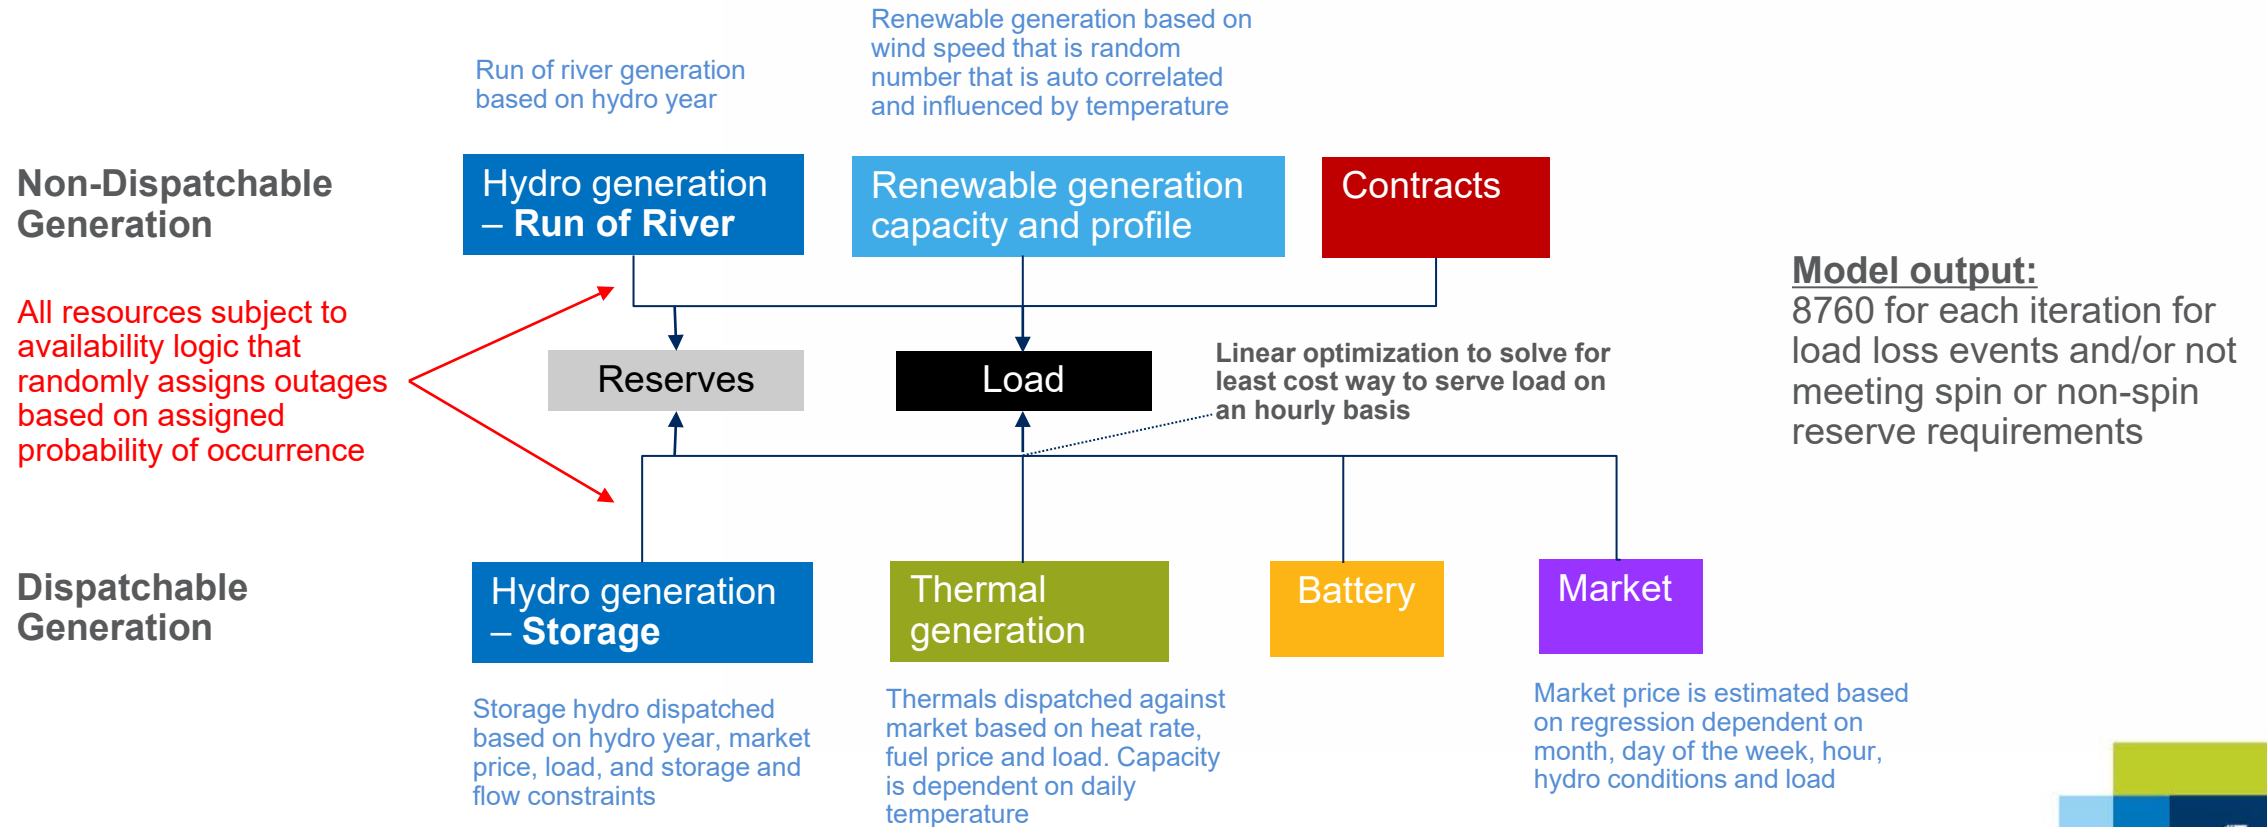 Renewable generation based on
wind speed that is random
number that is auto correlated
and influenced by temperature
Run of river generation
based on hydro year
Non-Dispatchable
Generation
Hydro generation
– Run of River
Renewable generation
capacity and profile
Contracts
All resources subject to
availability logic that
randomly assigns outages
based on assigned
probability of occurrence
Reserves
Load
Linear optimization to solve for
least cost way to serve load on
an hourly basis
Model output:
8760 for each iteration for
load loss events and/or not
meeting spin or non-spin
reserve requirements
Dispatchable
Generation
Hydro generation
– Storage
Thermal
generation
Battery
Market
Storage hydro dispatched
based on hydro year, market
price, load, and storage and
flow constraints
Thermals dispatched against
market based on heat rate,
fuel price and load. Capacity
is dependent on daily
temperature
Market price is estimated based
on regression dependent on
month, day of the week, hour,
hydro conditions and load